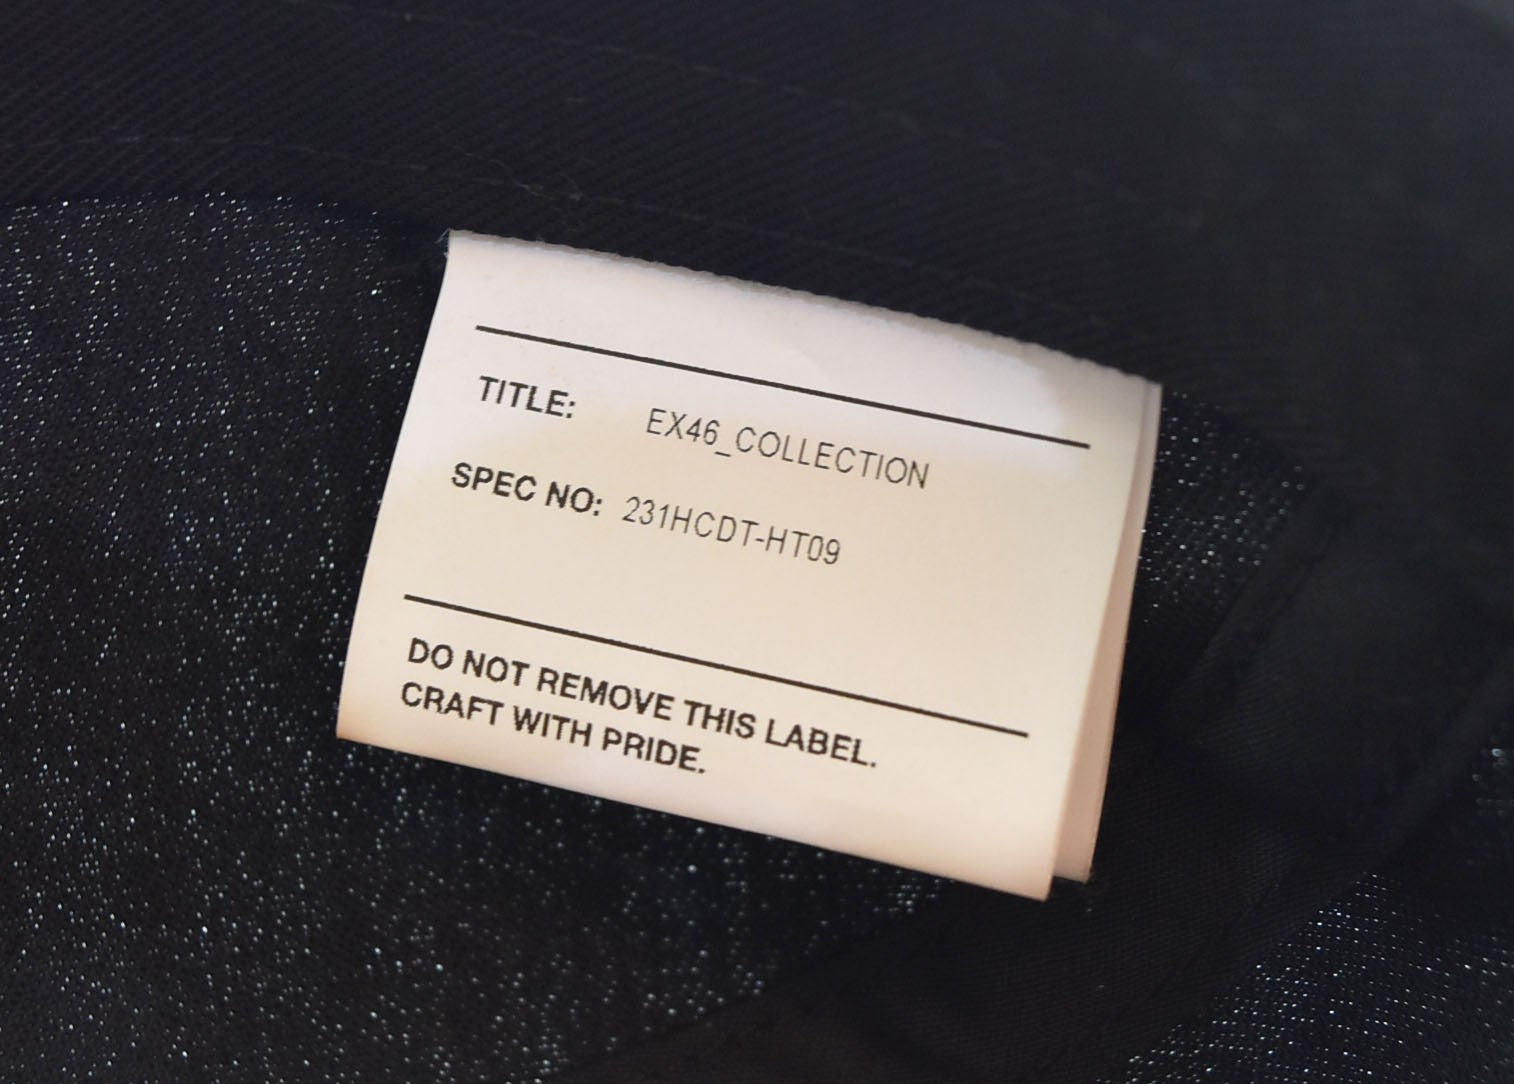 TITLE: EX46_COLLECTION
SPEC NO: 231HCDT-HT09
DO NOT REMOVE THIS LABEL.
CRAFT WITH PRIDE.